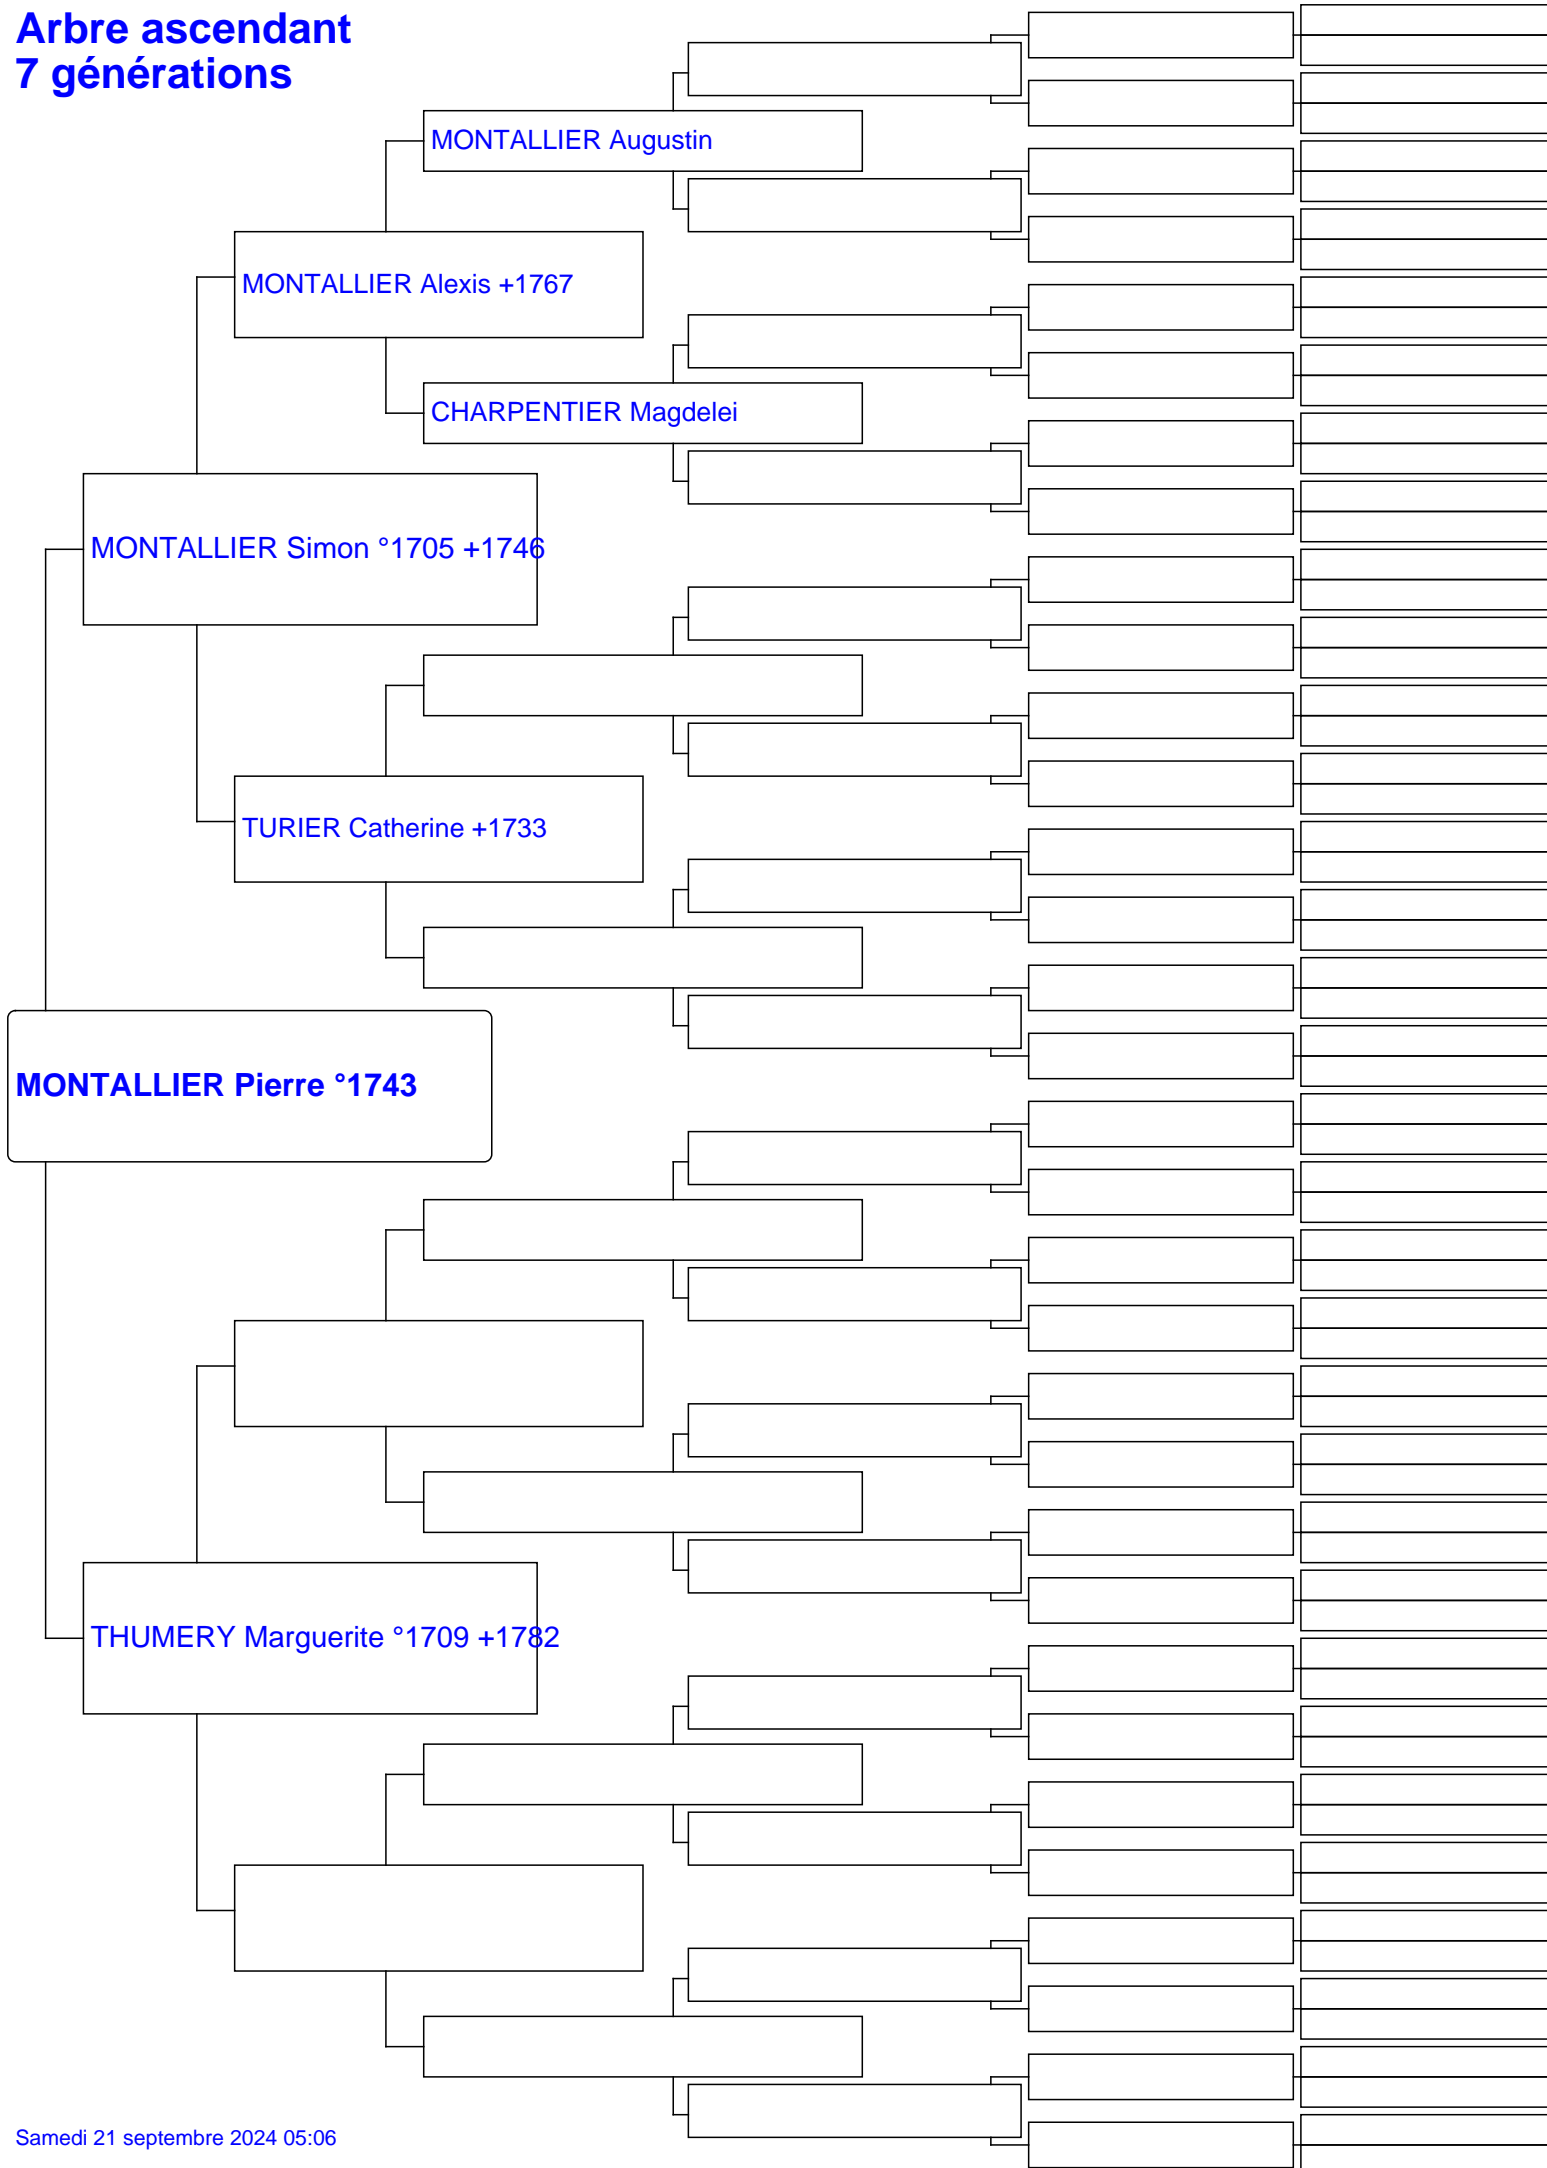 Arbre ascendant
7 générations
MONTALLIER Augustin
MONTALLIER Alexis +1767
CHARPENTIER Magdelei
MONTALLIER Simon °1705 +1746
TURIER Catherine +1733
MONTALLIER Pierre °1743
THUMERY Marguerite °1709 +1782
Samedi 21 septembre 2024 05:06